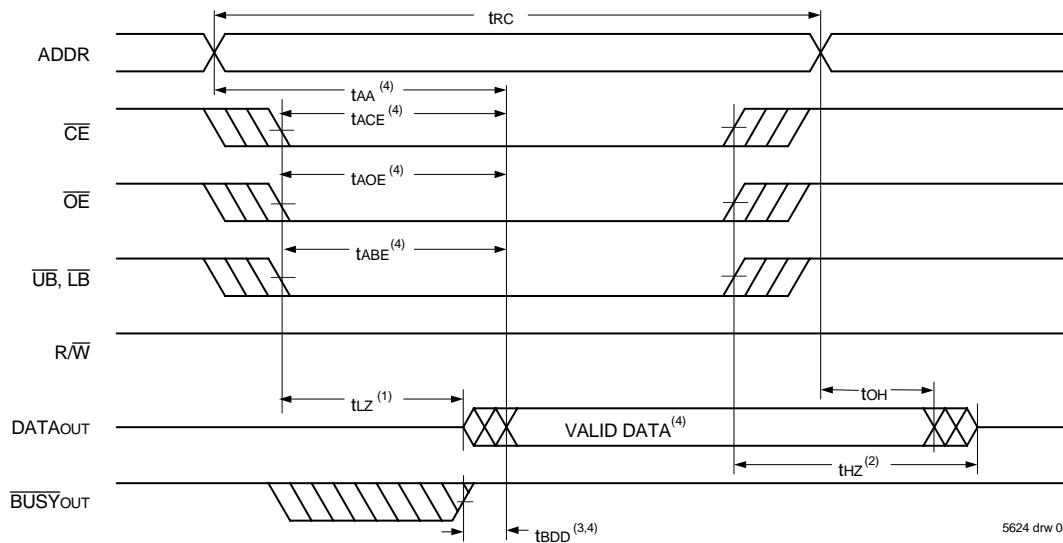 tRC
ADDR
tAA (4)
tACE (4)
CE
tAOE (4)
OE
tABE (4)
UB, LB
R/W
tOH
tLZ (1)
DATAOUT
VALID DATA(4)
tHZ (2)
BUSYOUT
tBDD (3,4)
5624 drw 0